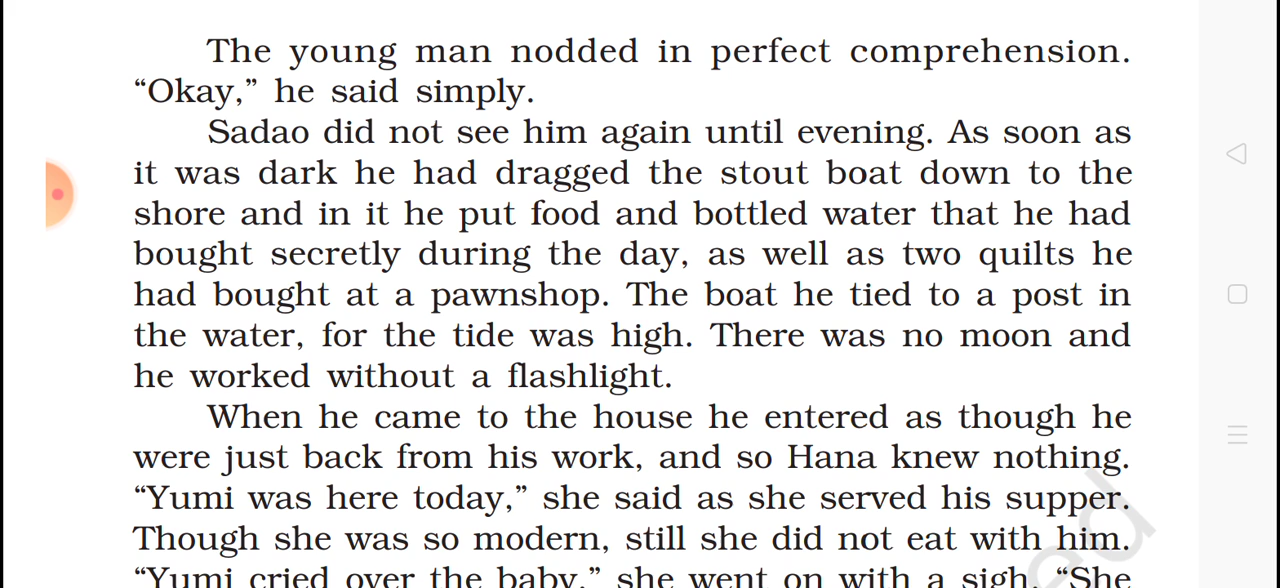 The young man nodded in perfect comprehension.
“Okay,” he said simply.
Sadao did not see him again until evening. As soon as
it was dark he had dragged the stout boat down to the
shore and in it he put food and bottled water that he had
bought secretly during the day, as well as two quilts he
had bought at a pawnshop. The boat he tied to a post in
the water, for the tide was high. There was no moon and
he worked without a flashlight.
When he came to the house he entered as though he
were just back from his work, and so Hana knew nothing.
“Yumi was here today,” she said as she served his supper.
Though she was so modern, still she did not eat with him.
“Yumi cried over the baby,” she went on with a sigh. “She